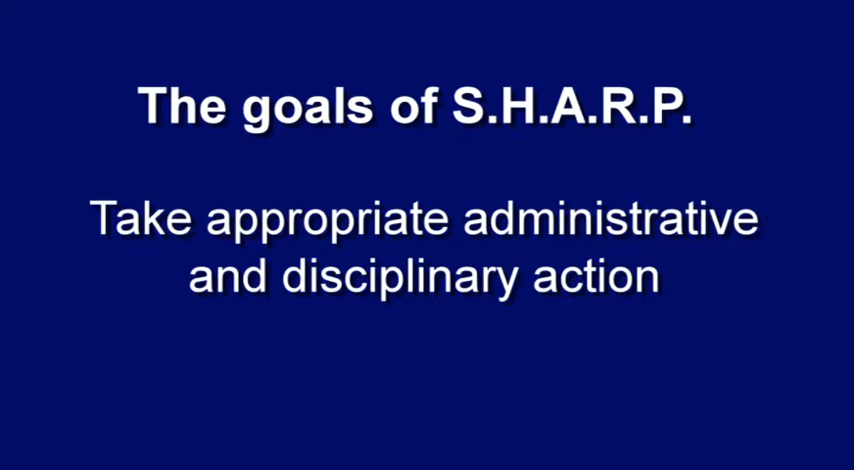 The goals of S.H.A.R.P.
Take appropriate administrative
and disciplinary action